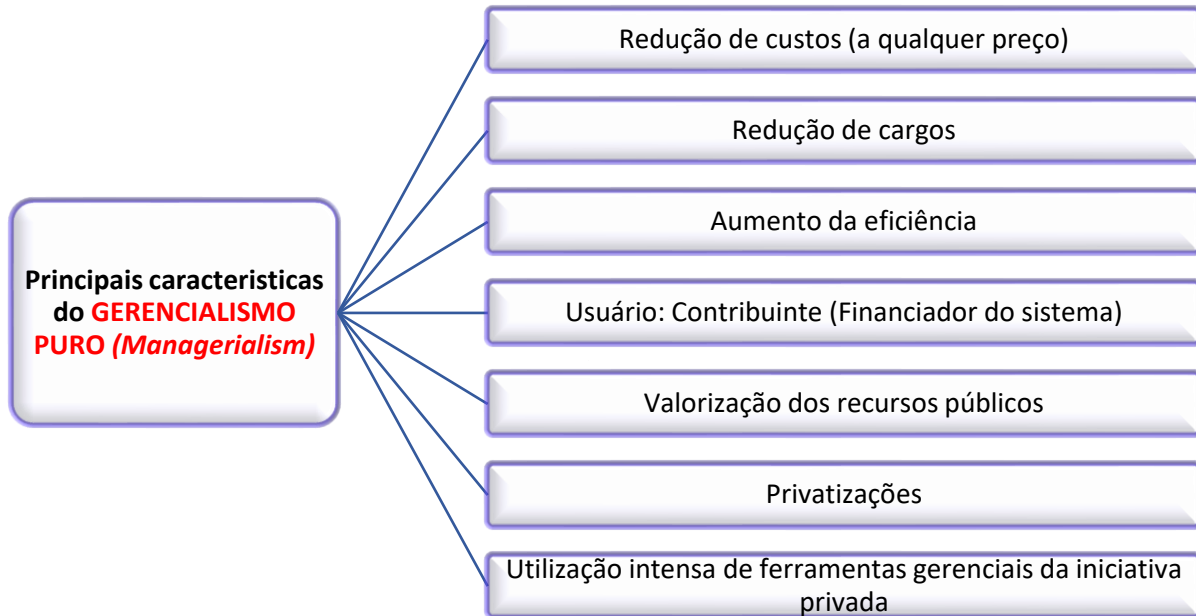 Principais caracteristicas
do GERENCIALISMO
PURO (Managerialism)
Redução de custos (a qualquer preço)
Redução de cargos
Aumento da eficiência
Usuário: Contribuinte (Financiador do sistema)
Valorização dos recursos públicos
Privatizações
Utilização intensa de ferramentas gerenciais da iniciativa
privada